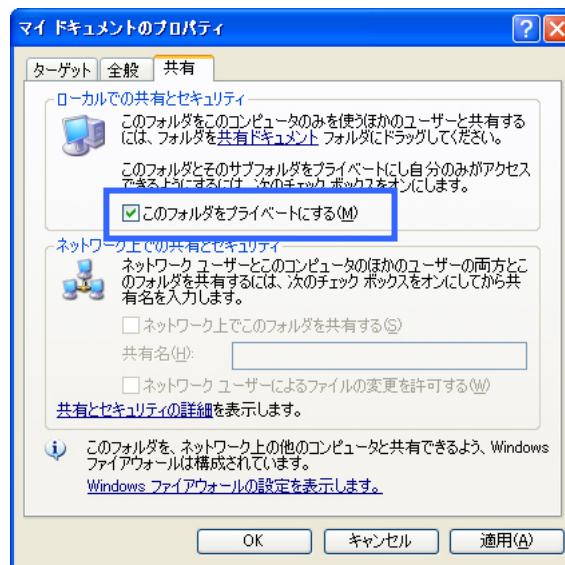 マイ ドキュメントのプロパティ
ターゲット 全般 共有
ローカルでの共有とセキュリティ
このフォルダをこのコンピュータのみを使うほかのユーザーと共有する
には、フォルダを共有ドキュメント フォルダにドラッグしてください。
このフォルダとそのサブフォルダをプライベートにし自分のみがアクセス
できるようにするには、次のチェック ボックスをオンにします。
このフォルダをプライベートにする(M)
ネットワーク上での共有とセキュリティ
ネットワーク ユーザーとこのコンピュータのほかのユーザーの両方とこ
のフォルダを共有するには、次のチェック ボックスをオンにしてから共
有名を入力します。
ネットワーク上でこのフォルダを共有する(S)
共有名(H):
ネットワーク ユーザーによるファイルの変更を許可する(W)
共有とセキュリティの詳細を表示します。
このフォルダを、ネットワーク上の他のコンピュータと共有できるよう、Windows
ファイアウォールは構成されています。
Windows ファイアウォールの設定を表示します。
OK キャンセル 適用(A)